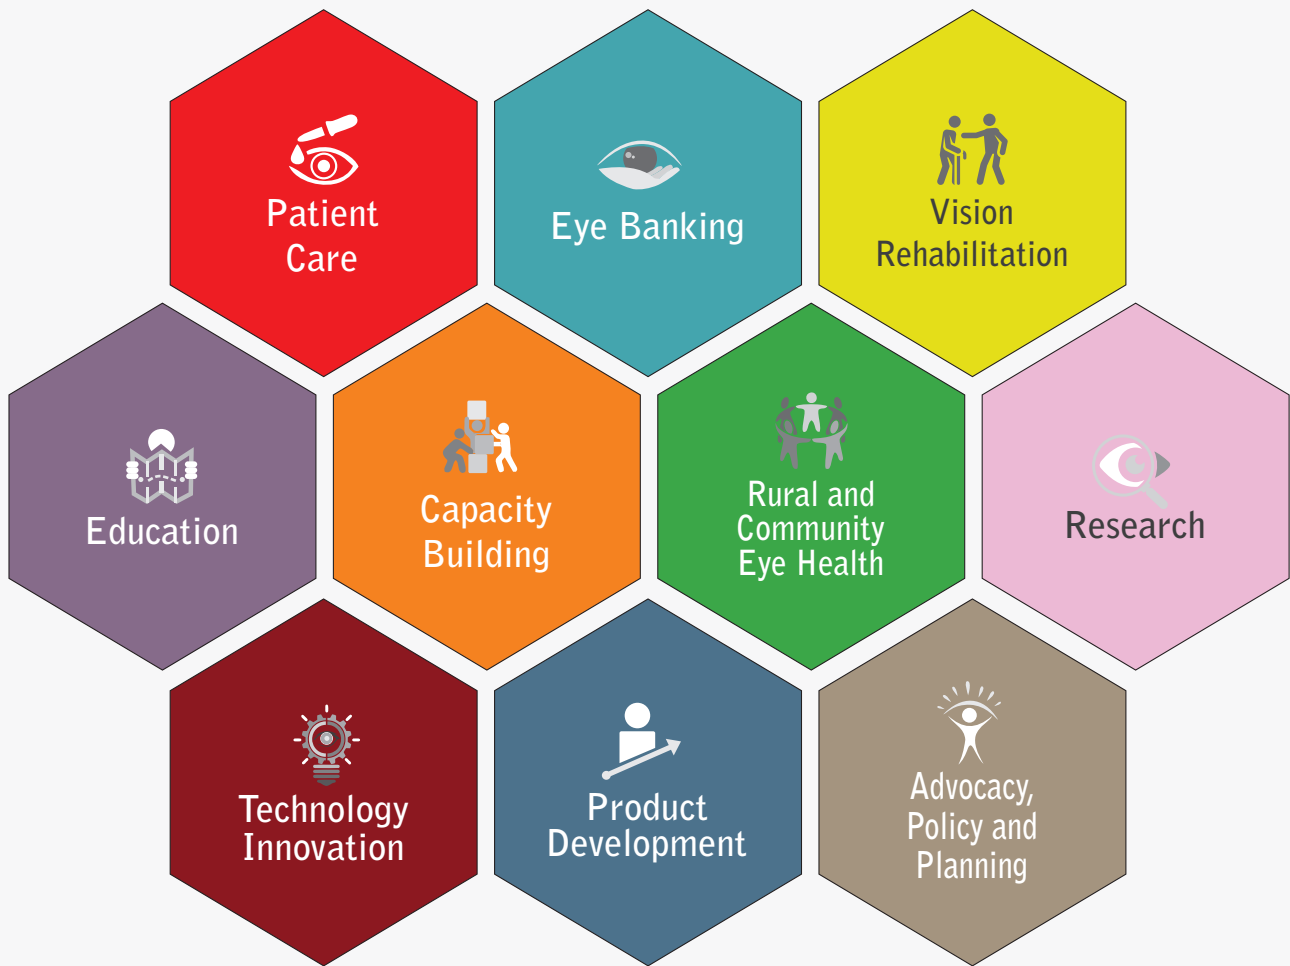 Patient
Care
Eye Banking
Vision
Rehabilitation
Education
Capacity
Building
Rural and
Community
Eye Health
Research
Technology
Innovation
Product
Development
Advocacy,
Policy and
Planning